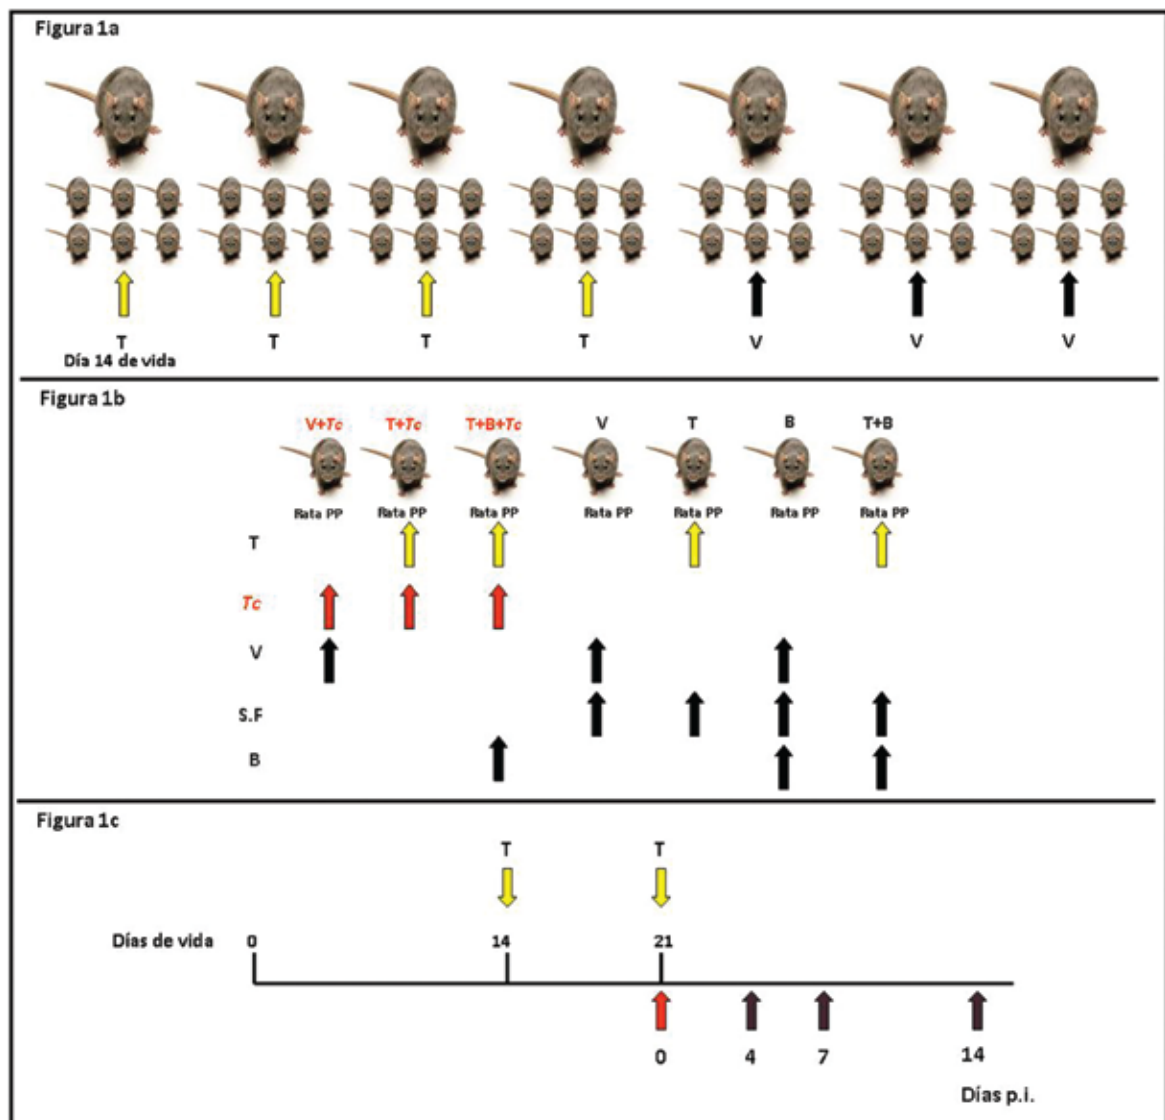 Figura 1a
T T T T V V V
Día 14 de vida
Figura 1b
V+Tc T+Tc T+B+Tc V T B T+B
Rata PP Rata PP Rata PP Rata PP Rata PP Rata PP Rata PP
T
Tc
V
S.F
B
Figura 1c
T T
Días de vida 0 14 21
0 4 7 14
Días p.i.